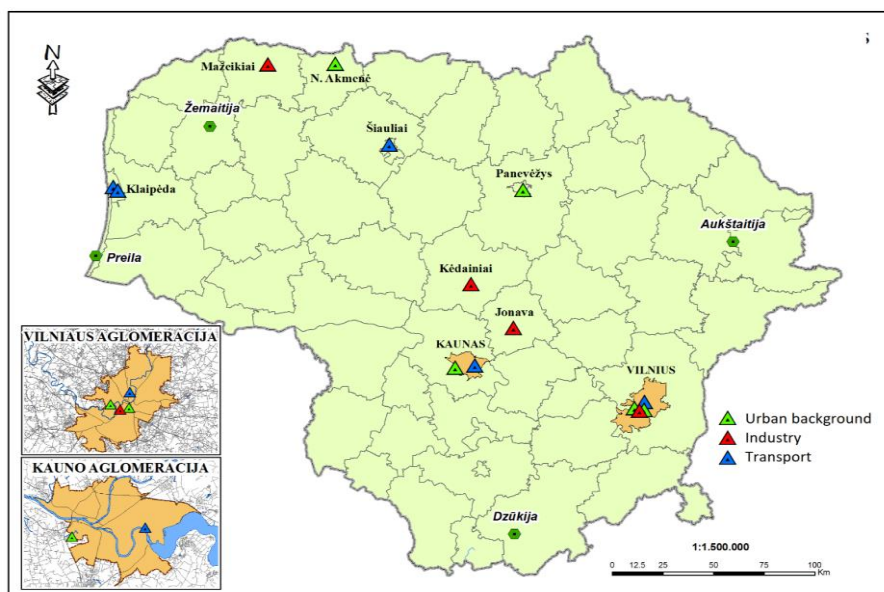 S
N
Mažeikiai
N. Akmenė
Žemaitija
Šiauliai
Klaipėda
Panevėžys
Aukštaitija
Preila
Kėdainiai
Jonava
KAUNAS
VILNIUS
VILNIAUS AGLOMERACIJA
KAUNO AGLOMERACIJA
Urban background
Industry
Transport
Dzūkija
1:1.500.000
0 12.5 25 50 75 100
Km